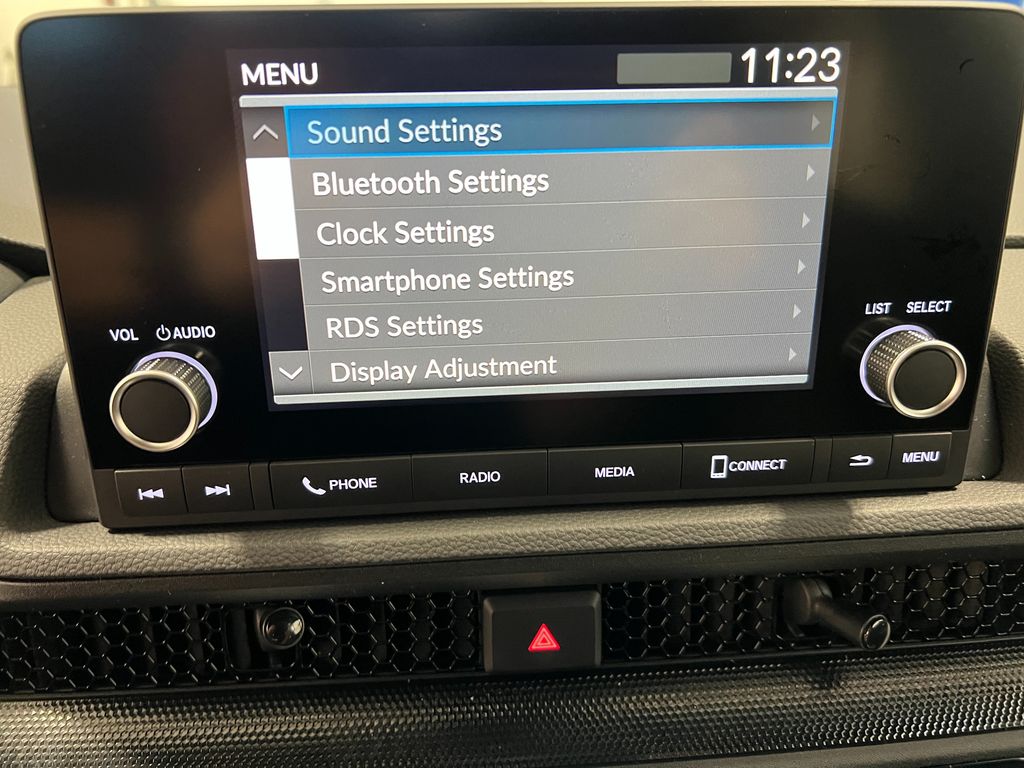 MENU 11:23
Sound Settings
Bluetooth Settings
Clock Settings
Smartphone Settings
RDS Settings
Display Adjustment
VOL AUDIO
LIST SELECT
PHONE RADIO MEDIA CONNECT MENU